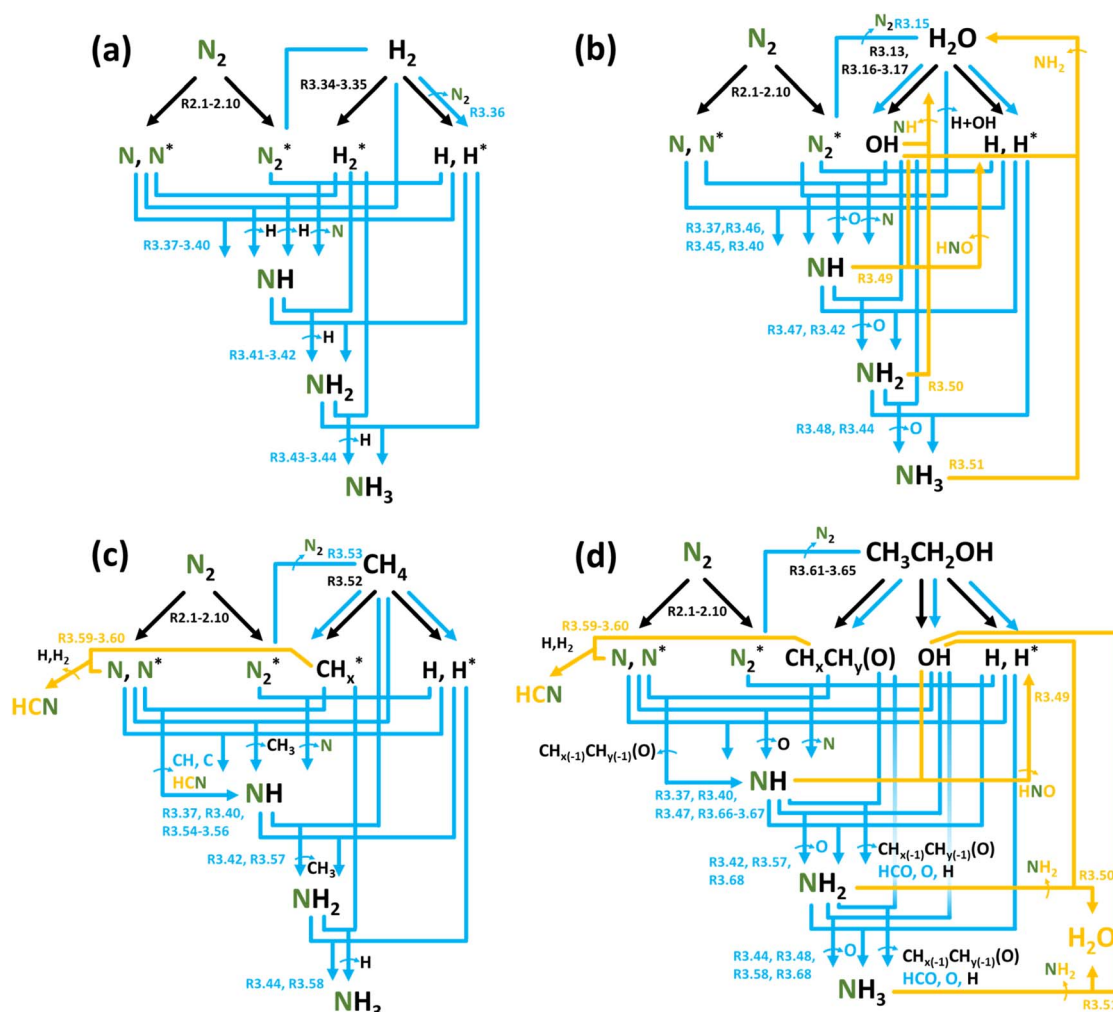 (a)
N₂
H₂
R2.1-2.10
R3.34-3.35
N₂
R3.36
N, N*
N₂*
H₂*
H, H*
R3.37-3.40
H
H
N
NH
R3.41-3.42
H
NH₂
R3.43-3.44
H
NH₃
(b)
N₂
N₂
R3.15
H₂O
R3.13,
R3.16-3.17
NH₂
R2.1-2.10
H+OH
NH
N, N*
N₂*
OH
H, H*
R3.37,R3.46,
R3.45, R3.40
O
N
HNO
NH
R3.49
R3.47, R3.42
O
NH₂
R3.50
R3.48, R3.44
O
NH₃
R3.51
(c)
N₂
N₂
R3.53
CH₄
R3.52
R2.1-2.10
R3.59-3.60
H,H₂
N, N*
N₂*
CHₓ*
H, H*
HCN
CH, C
HCN
CH₃
N
NH
R3.37, R3.40,
R3.54-3.56
R3.42, R3.57
CH₃
NH₂
R3.44, R3.58
H
NH₃
(d)
N₂
N₂
CH₃CH₂OH
R3.61-3.65
R2.1-2.10
R3.59-3.60
H,H₂
N, N*
N₂*
CHₓCHᵧ(O)
OH
H, H*
HCN
R3.49
CHₓ₍₋₁₎CHᵧ₍₋₁₎(O)
O
N
NH
HNO
R3.37, R3.40,
R3.47, R3.66-3.67
R3.42, R3.57,
R3.68
O
CHₓ₍₋₁₎CHᵧ₍₋₁₎(O)
HCO, O, H
NH₂
NH₂
R3.50
H₂O
R3.44, R3.48,
R3.58, R3.68
O
CHₓ₍₋₁₎CHᵧ₍₋₁₎(O)
HCO, O, H
NH₂
NH₃
R3.51